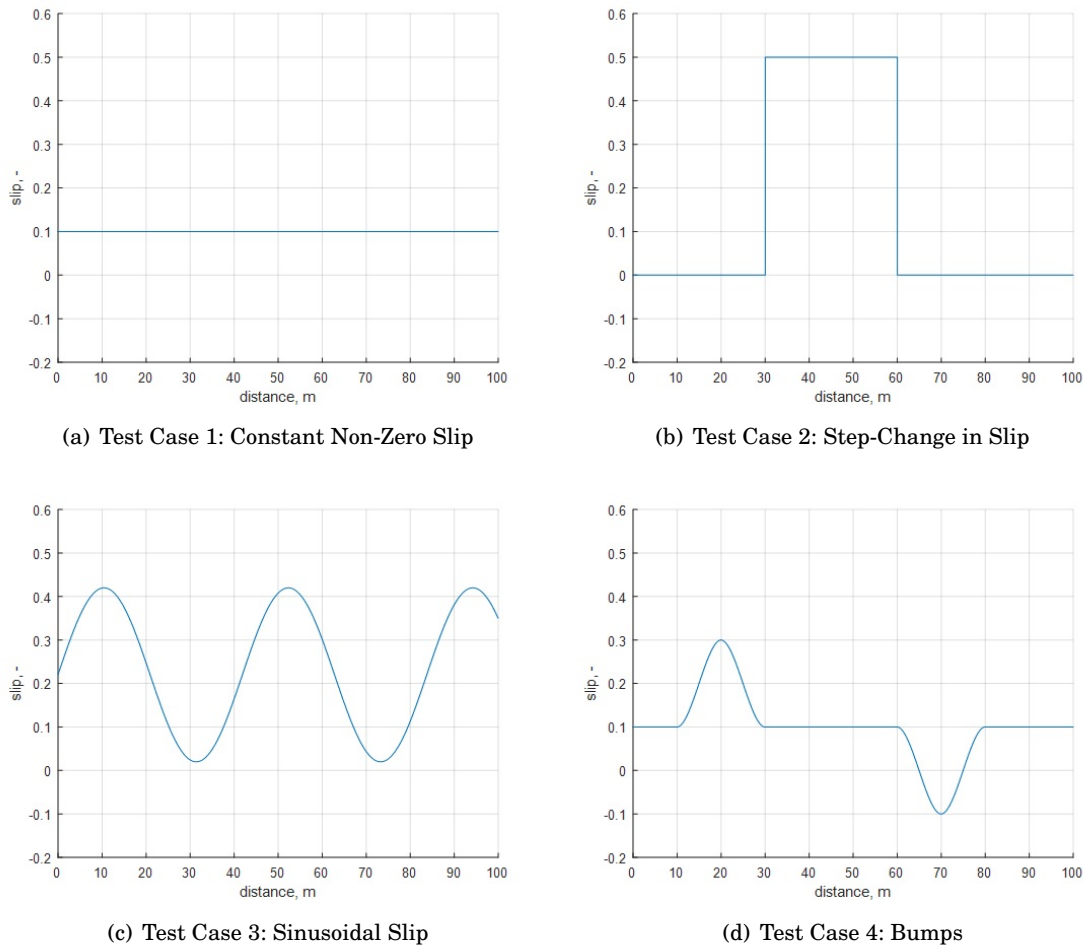 0.6
0.5
0.4
0.3
0.2
0.1
0
-0.1
-0.2
slip, -
0 10 20 30 40 50 60 70 80 90 100
distance, m
(a) Test Case 1: Constant Non-Zero Slip
0.6
0.5
0.4
0.3
0.2
0.1
0
-0.1
-0.2
slip, -
0 10 20 30 40 50 60 70 80 90 100
distance, m
(b) Test Case 2: Step-Change in Slip
0.6
0.5
0.4
0.3
0.2
0.1
0
-0.1
-0.2
slip, -
0 10 20 30 40 50 60 70 80 90 100
distance, m
(c) Test Case 3: Sinusoidal Slip
0.6
0.5
0.4
0.3
0.2
0.1
0
-0.1
-0.2
slip, -
0 10 20 30 40 50 60 70 80 90 100
distance, m
(d) Test Case 4: Bumps